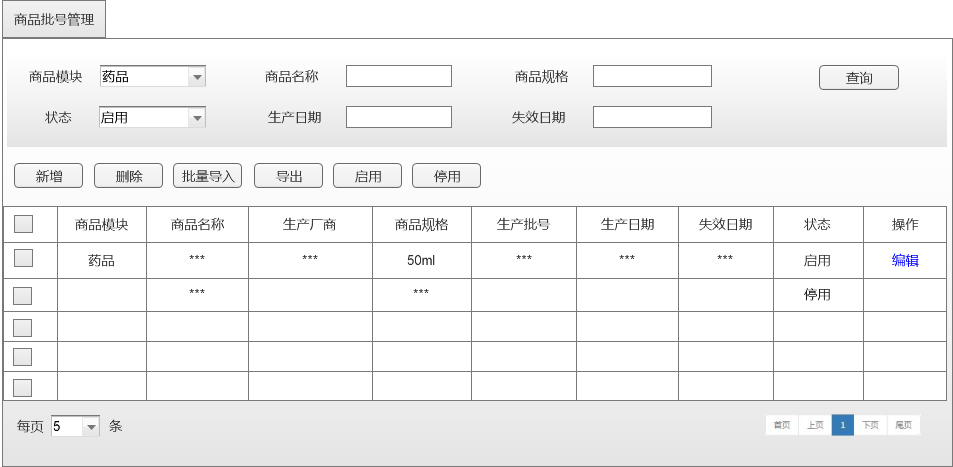 商品批号管理
商品模块 药品 商品名称 商品规格 查询
状态 启用 生产日期 失效日期
新增 删除 批量导入 导出 启用 停用
商品模块 商品名称 生产厂商 商品规格 生产批号 生产日期 失效日期 状态 操作
药品 *** *** 50ml *** *** *** 启用 编辑
*** *** 停用
每页 5 条 首页 上页 1 下页 尾页